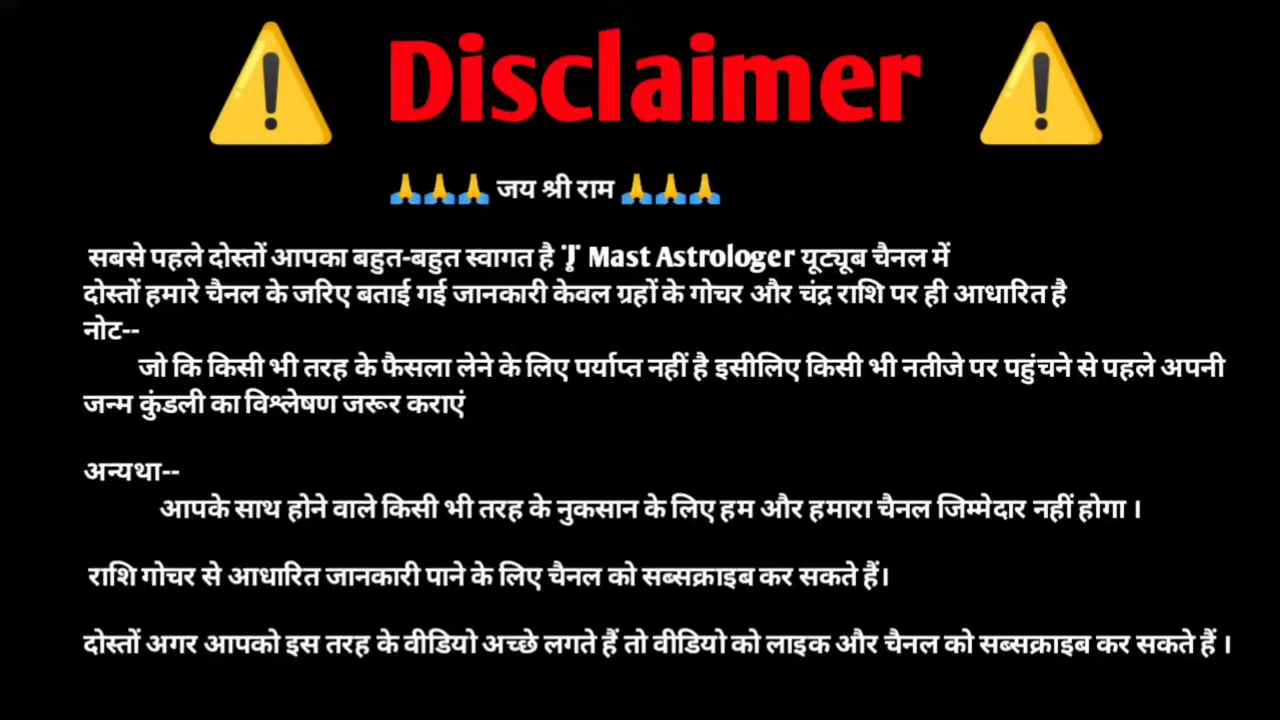 ⚠️ Disclaimer ⚠️
🙏🙏🙏 जय श्री राम 🙏🙏🙏
सबसे पहले दोस्तों आपका बहुत-बहुत स्वागत है Mast Astrologer यूट्यूब चैनल में
दोस्तों हमारे चैनल के जरिए बताई गई जानकारी केवल ग्रहों के गोचर और चंद्र राशि पर ही आधारित है
नोट--
जो कि किसी भी तरह के फैसला लेने के लिए पर्याप्त नहीं है इसीलिए किसी भी नतीजे पर पहुंचने से पहले अपनी
जन्म कुंडली का विश्लेषण जरूर कराएं
अन्यथा--
आपके साथ होने वाले किसी भी तरह के नुकसान के लिए हम और हमारा चैनल जिम्मेदार नहीं होगा ।
राशि गोचर से आधारित जानकारी पाने के लिए चैनल को सब्सक्राइब कर सकते हैं।
दोस्तों अगर आपको इस तरह के वीडियो अच्छे लगते हैं तो वीडियो को लाइक और चैनल को सब्सक्राइब कर सकते हैं ।